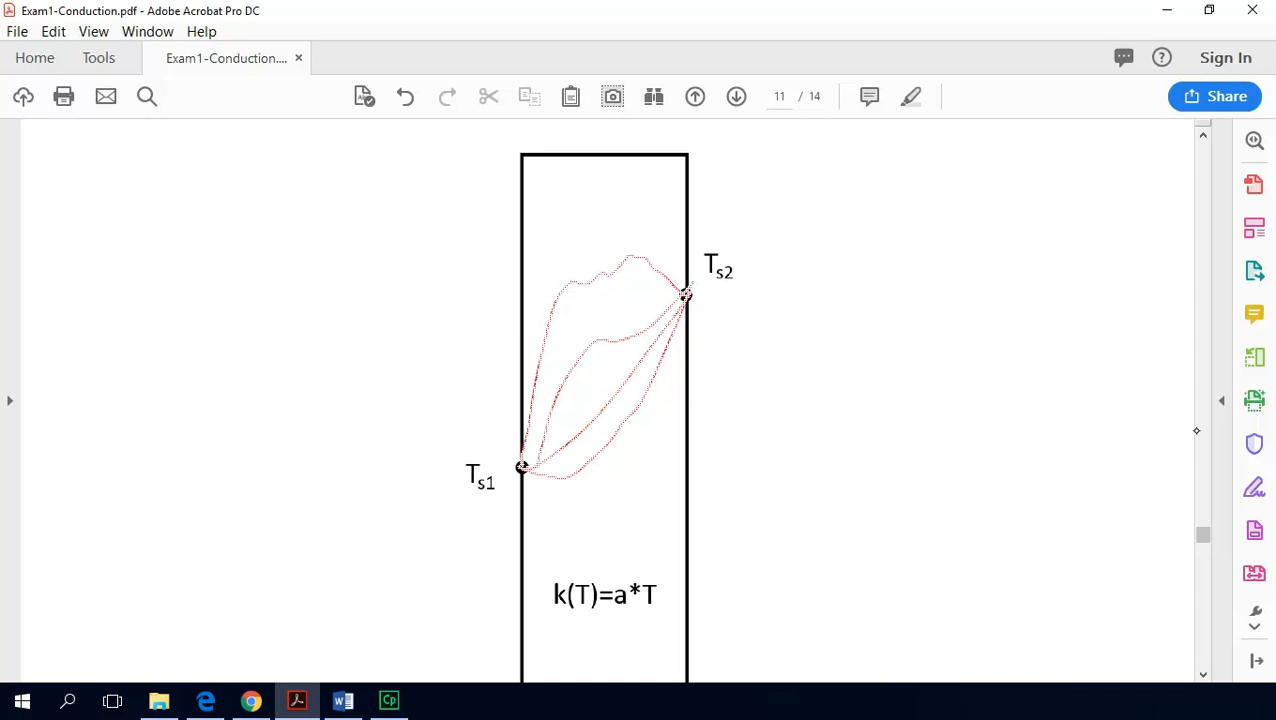 Exam1-Conduction.pdf - Adobe Acrobat Pro DC
File Edit View Window Help
Home Tools Exam1-Conduction.... × Sign In
11 / 14 Share
Ts2
Ts1
k(T)=a*T
Cp